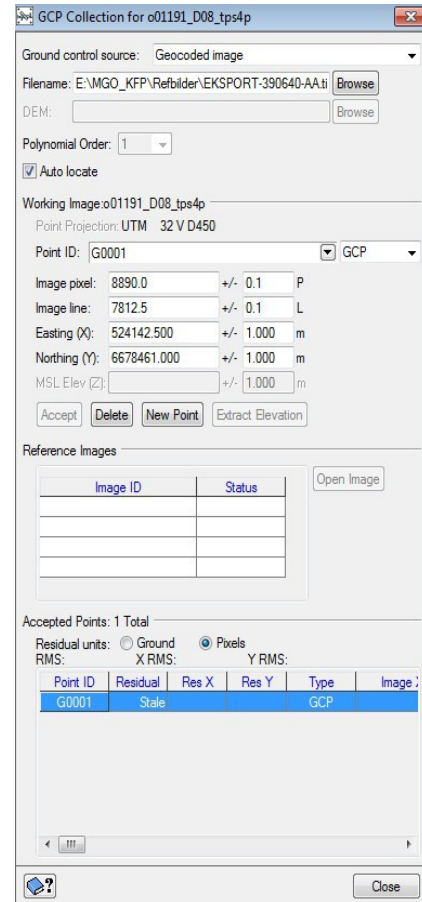 GCP Collection for o01191_D08_tps4p
Ground control source: Geocoded image
Filename: E:\MGO_KFP\Refbilder\EKSPORT-390640-AA.ti Browse
DEM: Browse
Polynomial Order: 1
Auto locate
Working Image:o01191_D08_tps4p
Point Projection: UTM 32 V D450
Point ID: G0001 GCP
Image pixel: 8890.0 +/- 0.1 P
Image line: 7812.5 +/- 0.1 L
Easting (X): 524142.500 +/- 1.000 m
Northing (Y): 6678461.000 +/- 1.000 m
MSL Elev (Z): +/- 1.000 m
Accept Delete New Point Extract Elevation
Reference Images
Image ID Status Open Image
Accepted Points: 1 Total
Residual units: Ground Pixels
RMS: X RMS: Y RMS:
Point ID Residual Res X Res Y Type Image X
G0001 Stale GCP
? Close